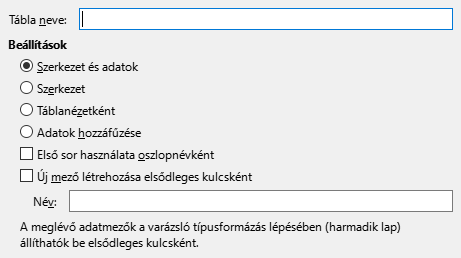 Tábla neve:
Beállítások
Szerkezet és adatok
Szerkezet
Táblanézetként
Adatok hozzáfűzése
Első sor használata oszlopnévként
Új mező létrehozása elsődleges kulcsként
Név:
A meglévő adatmezők a varázsló típusformázás lépésében (harmadik lap)
állíthatók be elsődleges kulcsként.